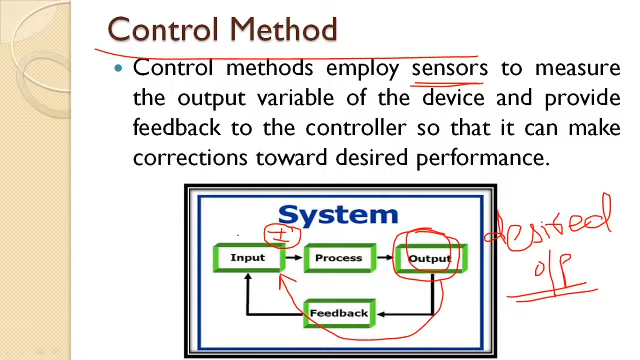 Control Method
• Control methods employ sensors to measure
the output variable of the device and provide
feedback to the controller so that it can make
corrections toward desired performance.
System
±
Input
Process
Output
Feedback
desired
o/p